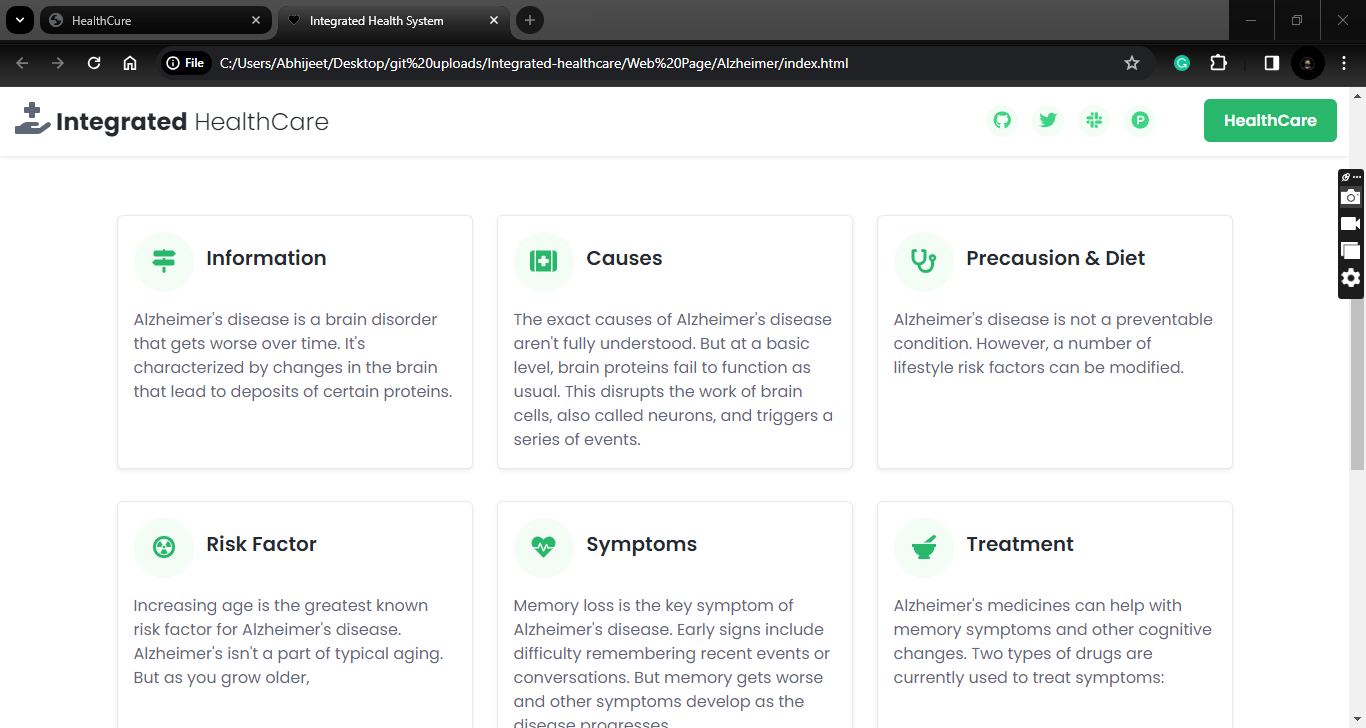 HealthCure
Integrated Health System
File
C:/Users/Abhijeet/Desktop/git%20uploads/Integrated-healthcare/Web%20Page/Alzheimer/index.html
Integrated HealthCare
HealthCare
Information
Alzheimer's disease is a brain disorder
that gets worse over time. It's
characterized by changes in the brain
that lead to deposits of certain proteins.
Causes
The exact causes of Alzheimer's disease
aren't fully understood. But at a basic
level, brain proteins fail to function as
usual. This disrupts the work of brain
cells, also called neurons, and triggers a
series of events.
Precausion & Diet
Alzheimer's disease is not a preventable
condition. However, a number of
lifestyle risk factors can be modified.
Risk Factor
Increasing age is the greatest known
risk factor for Alzheimer's disease.
Alzheimer's isn't a part of typical aging.
But as you grow older,
Symptoms
Memory loss is the key symptom of
Alzheimer's disease. Early signs include
difficulty remembering recent events or
conversations. But memory gets worse
and other symptoms develop as the
disease progresses
Treatment
Alzheimer's medicines can help with
memory symptoms and other cognitive
changes. Two types of drugs are
currently used to treat symptoms: